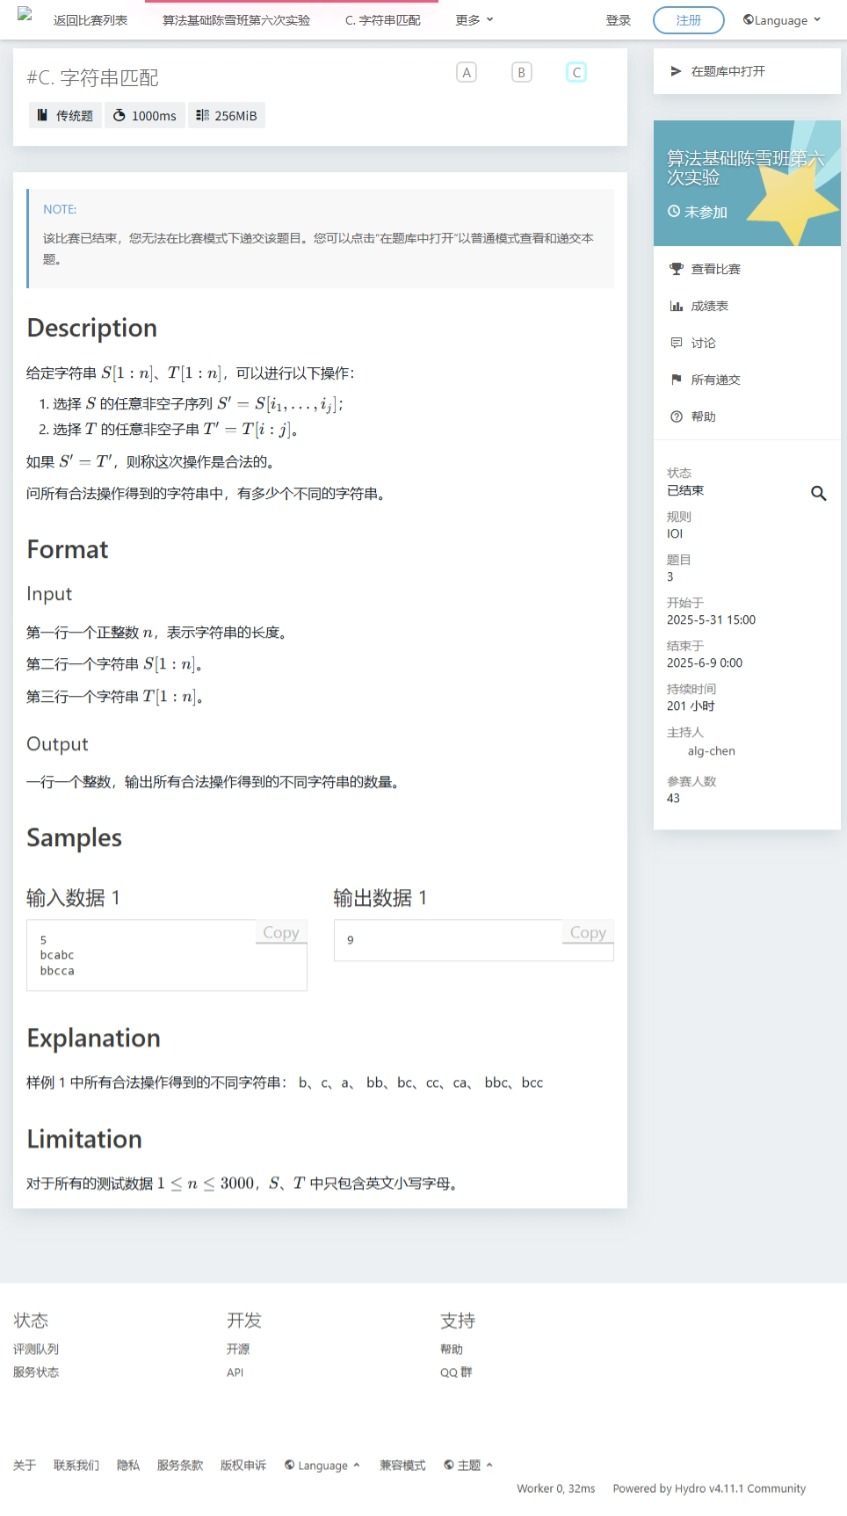 返回比赛列表 算法基础陈雪班第六次实验 C. 字符串匹配 更多 登录 注册 Language
#C. 字符串匹配
A B C
传统题 1000ms 256MiB
NOTE:
该比赛已结束，您无法在比赛模式下递交该题目。您可以点击“在题库中打开”以普通模式查看和递交本
题。
Description
给定字符串 S[1 : n]、T[1 : n]，可以进行以下操作：
1. 选择 S 的任意非空子序列 S′ = S[i₁, . . . , iⱼ]；
2. 选择 T 的任意非空子串 T′ = T[i : j]。
如果 S′ = T′，则称这次操作是合法的。
问所有合法操作得到的字符串中，有多少个不同的字符串。
Format
Input
第一行一个正整数 n，表示字符串的长度。
第二行一个字符串 S[1 : n]。
第三行一个字符串 T[1 : n]。
Output
一行一个整数，输出所有合法操作得到的不同字符串的数量。
Samples
输入数据 1
Copy
5
bcabc
bbcca
输出数据 1
Copy
9
Explanation
样例 1 中所有合法操作得到的不同字符串： b、c、a、 bb、bc、cc、ca、 bbc、bcc
Limitation
对于所有的测试数据 1 ≤ n ≤ 3000，S、T 中只包含英文小写字母。
在题库中打开
算法基础陈雪班第六
次实验
未参加
查看比赛
成绩表
讨论
所有递交
帮助
状态
已结束
规则
IOI
题目
3
开始于
2025-5-31 15:00
结束于
2025-6-9 0:00
持续时间
201 小时
主持人
alg-chen
参赛人数
43
状态 开发 支持
评测队列 开源 帮助
服务状态 API QQ 群
关于 联系我们 隐私 服务条款 版权申诉 Language 兼容模式 主题
Worker 0, 32ms Powered by Hydro v4.11.1 Community